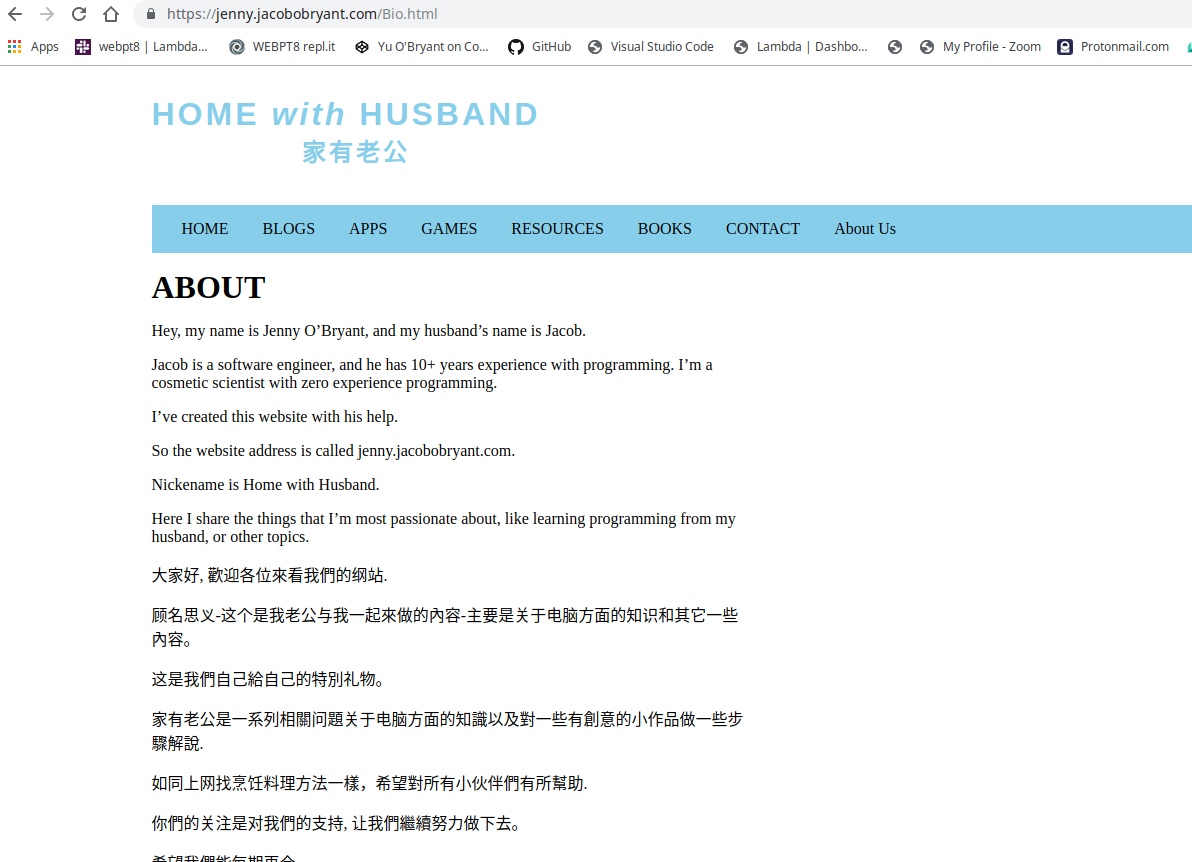 https://jenny.jacobobryant.com/Bio.html
Apps webpt8 | Lambda... WEBPT8 repl.it Yu O'Bryant on Co... GitHub Visual Studio Code Lambda | Dashbo... My Profile - Zoom Protonmail.com
HOME with HUSBAND
家有老公
HOME BLOGS APPS GAMES RESOURCES BOOKS CONTACT About Us
ABOUT
Hey, my name is Jenny O’Bryant, and my husband’s name is Jacob.
Jacob is a software engineer, and he has 10+ years experience with programming. I’m a
cosmetic scientist with zero experience programming.
I’ve created this website with his help.
So the website address is called jenny.jacobobryant.com.
Nickename is Home with Husband.
Here I share the things that I’m most passionate about, like learning programming from my
husband, or other topics.
大家好, 歡迎各位來看我們的纲站.
顾名思义-这个是我老公与我一起來做的內容-主要是关于电脑方面的知识和其它一些
內容。
这是我們自己給自己的特別礼物。
家有老公是一系列相關问題关于电脑方面的知識以及對一些有創意的小作品做一些步
驟解說.
如同上网找烹饪料理方法一樣，希望對所有小伙伴們有所幫助.
你們的关注是对我們的支持, 让我們繼續努力做下去。
希望我們能每期再会